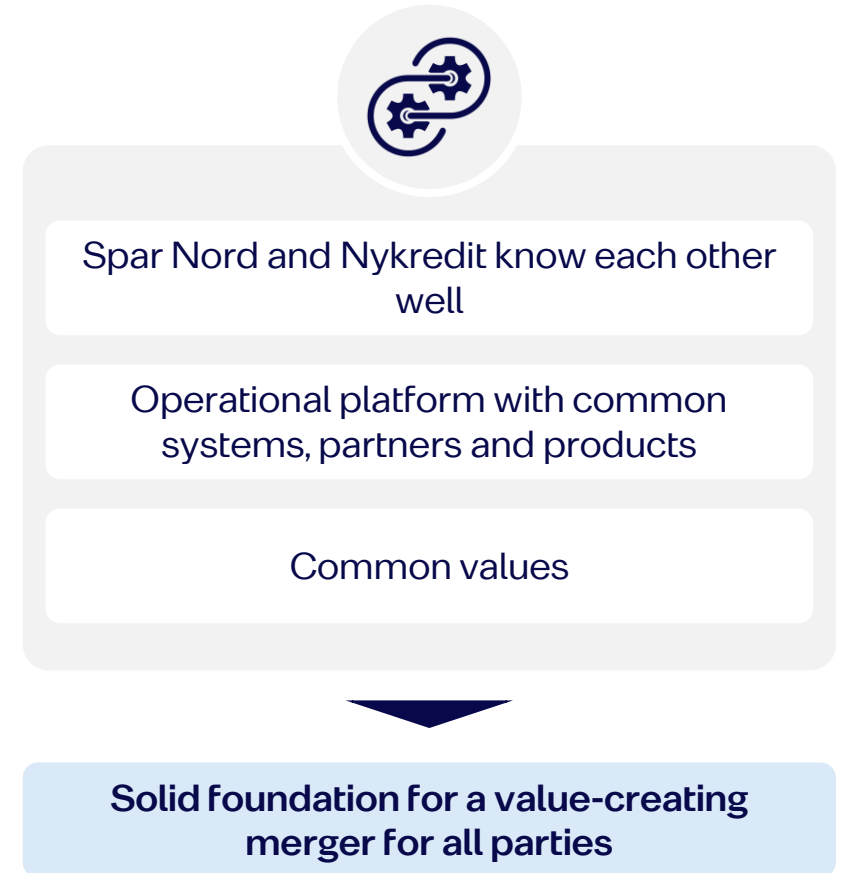 Spar Nord and Nykredit know each other
well
Operational platform with common
systems, partners and products
Common values
Solid foundation for a value-creating
merger for all parties